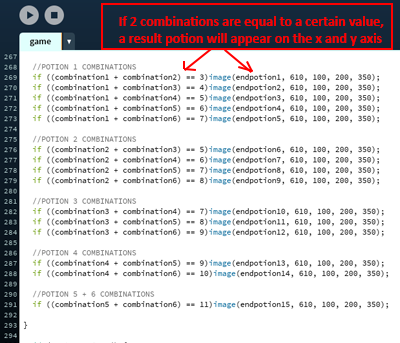 If 2 combinations are equal to a certain value,
a result potion will appear on the x and y axis
game
267
268 //POTION 1 COMBINATIONS
269 if ((combination1 + combination2) == 3)image(endpotion1, 610, 100, 200, 350);
270 if ((combination1 + combination3) == 4)image(endpotion2, 610, 100, 200, 350);
271 if ((combination1 + combination4) == 5)image(endpotion3, 610, 100, 200, 350);
272 if ((combination1 + combination5) == 6)image(endpotion4, 610, 100, 200, 350);
273 if ((combination1 + combination6) == 7)image(endpotion5, 610, 100, 200, 350);
274
275 //POTION 2 COMBINATIONS
276 if ((combination2 + combination3) == 5)image(endpotion6, 610, 100, 200, 350);
277 if ((combination2 + combination4) == 6)image(endpotion7, 610, 100, 200, 350);
278 if ((combination2 + combination5) == 7)image(endpotion8, 610, 100, 200, 350);
279 if ((combination2 + combination6) == 8)image(endpotion9, 610, 100, 200, 350);
280
281 //POTION 3 COMBINATIONS
282 if ((combination3 + combination4) == 7)image(endpotion10, 610, 100, 200, 350);
283 if ((combination3 + combination5) == 8)image(endpotion11, 610, 100, 200, 350);
284 if ((combination3 + combination6) == 9)image(endpotion12, 610, 100, 200, 350);
285
286 //POTION 4 COMBINATIONS
287 if ((combination4 + combination5) == 9)image(endpotion13, 610, 100, 200, 350);
288 if ((combination4 + combination6) == 10)image(endpotion14, 610, 100, 200, 350);
289
290 //POTION 5 + 6 COMBINATIONS
291 if ((combination5 + combination6) == 11)image(endpotion15, 610, 100, 200, 350);
292
293 }
294